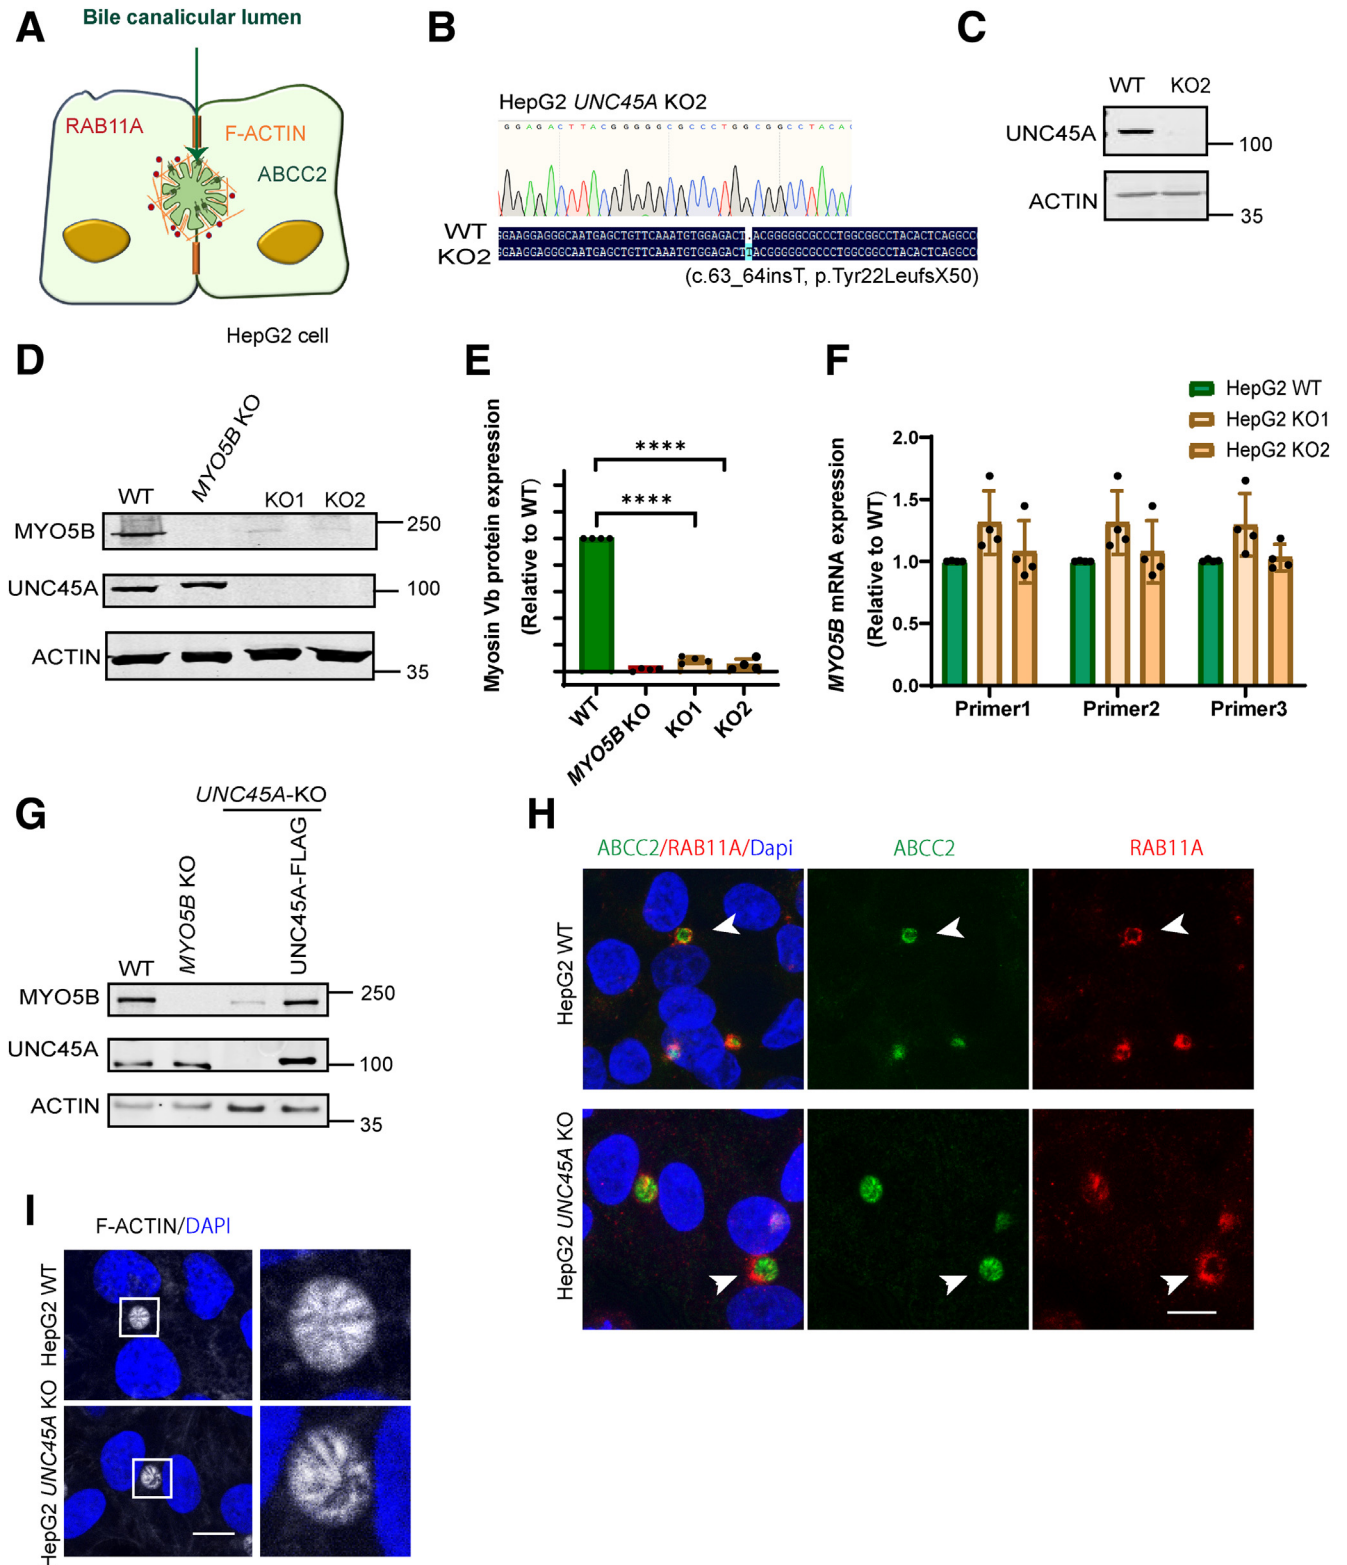 A
Bile canalicular lumen
RAB11A
F-ACTIN
ABCC2
HepG2 cell
B
HepG2 UNC45A KO2
GGAGACTTACGGGGGCGCCCTGGCGGCCTACAC
WT
GAAGGAGGGCAATGAGCTGTTCAAATGTGGAGACT.ACGGGGGCGCCCTGGCGGCCTACACTCAGGCC
KO2
GAAGGAGGGCAATGAGCTGTTCAAATGTGGAGACTTACGGGGGCGCCCTGGCGGCCTACACTCAGGCC
(c.63_64insT, p.Tyr22LeufsX50)
C
WT KO2
UNC45A
100
ACTIN
35
D
WT MYO5B KO KO1 KO2
MYO5B
250
UNC45A
100
ACTIN
35
E
Myosin Vb protein expression
(Relative to WT)
****
****
WT MYO5B KO KO1 KO2
F
HepG2 WT
HepG2 KO1
HepG2 KO2
MYO5B mRNA expression
(Relative to WT)
2.0
1.5
1.0
0.5
0.0
Primer1 Primer2 Primer3
G
UNC45A-KO
WT MYO5B KO UNC45A-FLAG
MYO5B
250
UNC45A
100
ACTIN
35
H
ABCC2/RAB11A/Dapi ABCC2 RAB11A
HepG2 WT
HepG2 UNC45A KO
I
F-ACTIN/DAPI
HepG2 WT
HepG2 UNC45A KO